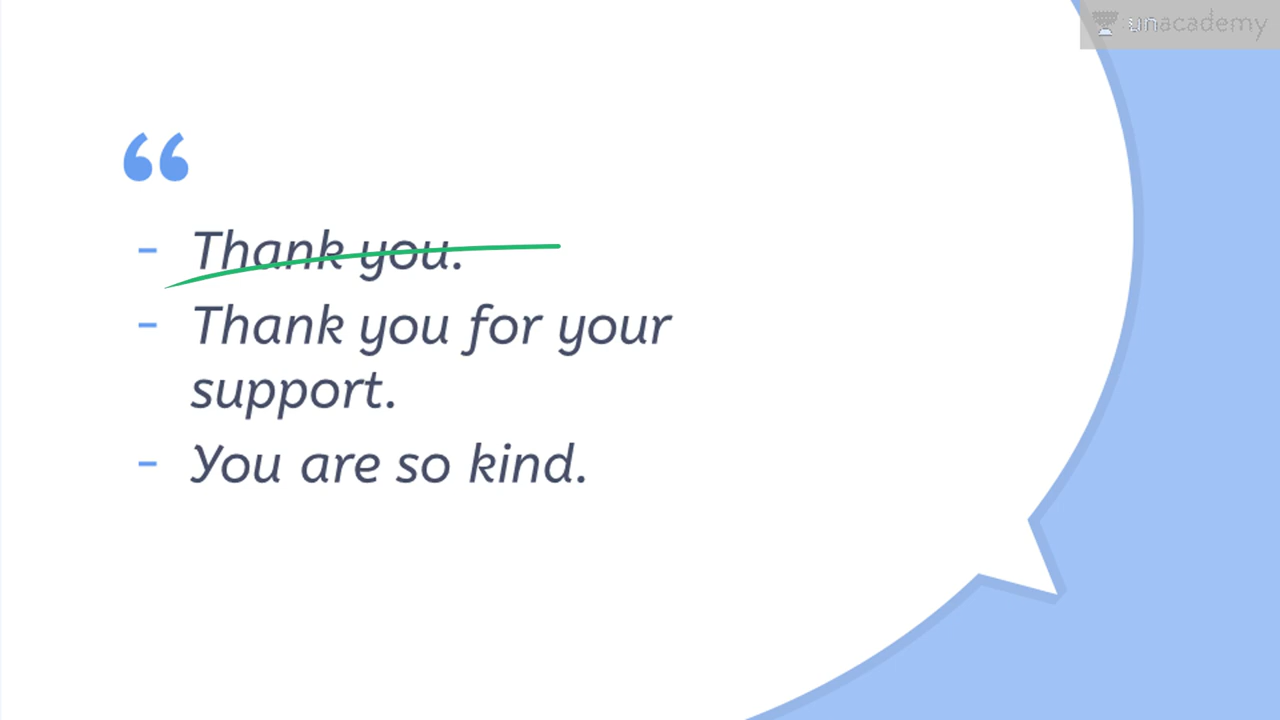 unacademy
“
- Thank you.
- Thank you for your
support.
- You are so kind.